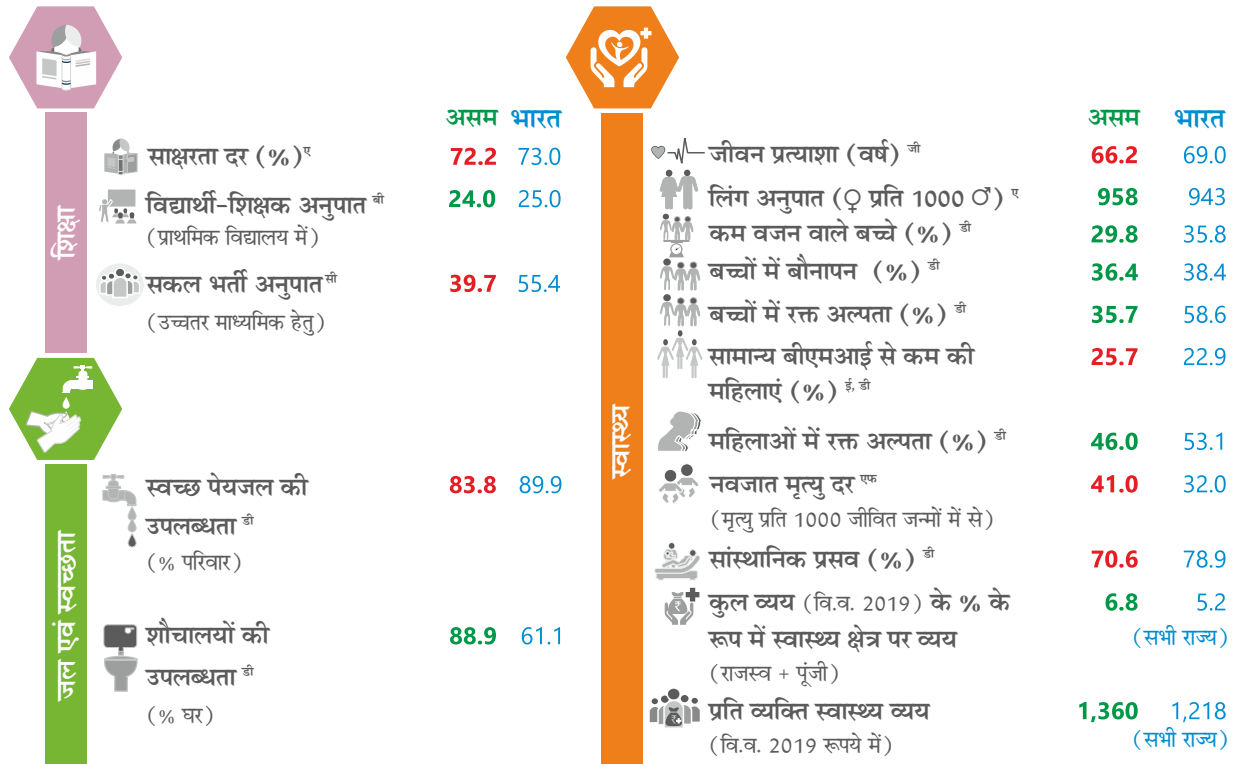 शिक्षा
असम भारत
साक्षरता दर (%)ए 72.2 73.0
विद्यार्थी-शिक्षक अनुपात बी 24.0 25.0
(प्राथमिक विद्यालय में)
सकल भर्ती अनुपात सी 39.7 55.4
(उच्चतर माध्यमिक हेतु)
जल एवं स्वच्छता
स्वच्छ पेयजल की 83.8 89.9
उपलब्धता डी
(% परिवार)
शौचालयों की 88.9 61.1
उपलब्धता डी
(% घर)
स्वास्थ्य
असम भारत
जीवन प्रत्याशा (वर्ष) जी 66.2 69.0
लिंग अनुपात (♀ प्रति 1000 ♂) ए 958 943
कम वजन वाले बच्चे (%) डी 29.8 35.8
बच्चों में बौनापन (%) डी 36.4 38.4
बच्चों में रक्त अल्पता (%) डी 35.7 58.6
सामान्य बीएमआई से कम की 25.7 22.9
महिलाएं (%) ई, डी
महिलाओं में रक्त अल्पता (%) डी 46.0 53.1
नवजात मृत्यु दर एफ 41.0 32.0
(मृत्यु प्रति 1000 जीवित जन्मों में से)
सांस्थानिक प्रसव (%) डी 70.6 78.9
कुल व्यय (वि.व. 2019) के % के 6.8 5.2
रूप में स्वास्थ्य क्षेत्र पर व्यय (सभी राज्य)
(राजस्व + पूंजी)
प्रति व्यक्ति स्वास्थ्य व्यय 1,360 1,218
(वि.व. 2019 रूपये में) (सभी राज्य)